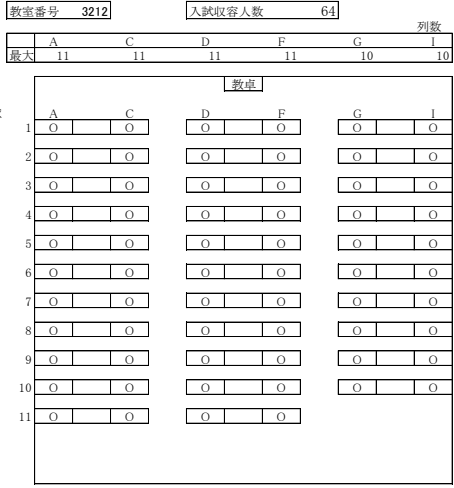 教室番号 3212 入試収容人数 64
列数
A C D F G I
最大 11 11 11 11 10 10
教卓
A C D F G I
1 O O O O O O
2 O O O O O O
3 O O O O O O
4 O O O O O O
5 O O O O O O
6 O O O O O O
7 O O O O O O
8 O O O O O O
9 O O O O O O
10 O O O O O O
11 O O O O